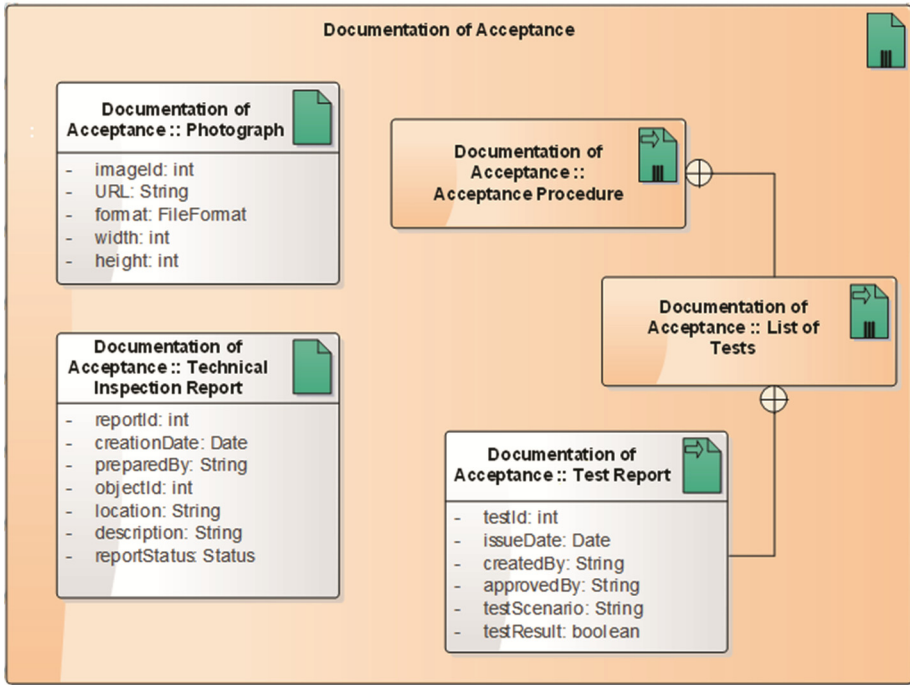 Documentation of Acceptance
Documentation of
Acceptance :: Photograph
- imageId: int
- URL: String
- format: FileFormat
- width: int
- height: int
Documentation of
Acceptance ::
Acceptance Procedure
Documentation of
Acceptance :: List of
Tests
Documentation of
Acceptance :: Technical
Inspection Report
- reportId: int
- creationDate: Date
- preparedBy: String
- objectId: int
- location: String
- description: String
- reportStatus: Status
Documentation of
Acceptance :: Test Report
- testId: int
- issueDate: Date
- createdBy: String
- approvedBy: String
- testScenario: String
- testResult: boolean